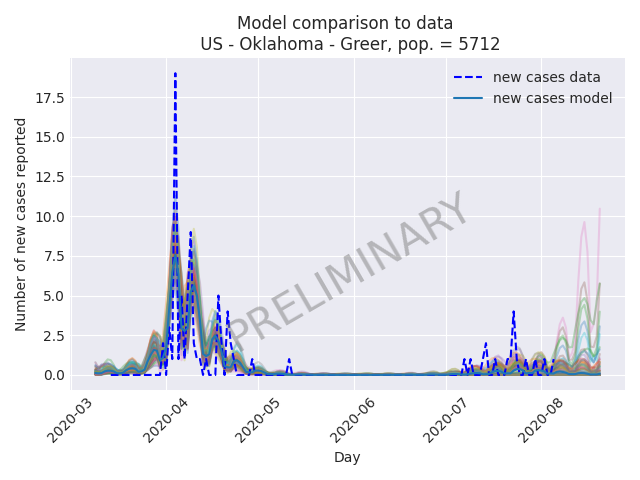 Model comparison to data
US - Oklahoma - Greer, pop. = 5712
new cases data
new cases model
Number of new cases reported
17.5
15.0
12.5
10.0
7.5
5.0
2.5
0.0
PRELIMINARY
2020-03
2020-04
2020-05
2020-06
2020-07
2020-08
Day